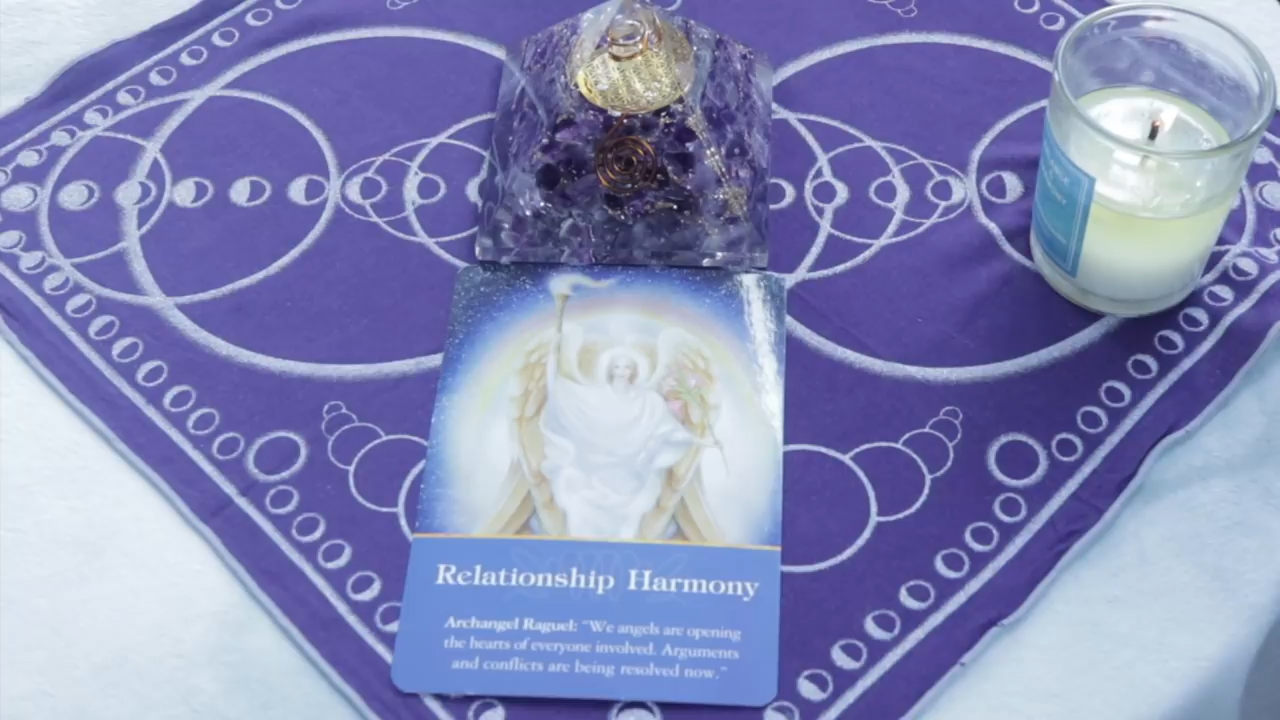 Relationship Harmony
Archangel Raguel: "We angels are opening
the hearts of everyone involved. Arguments
and conflicts are being resolved now."